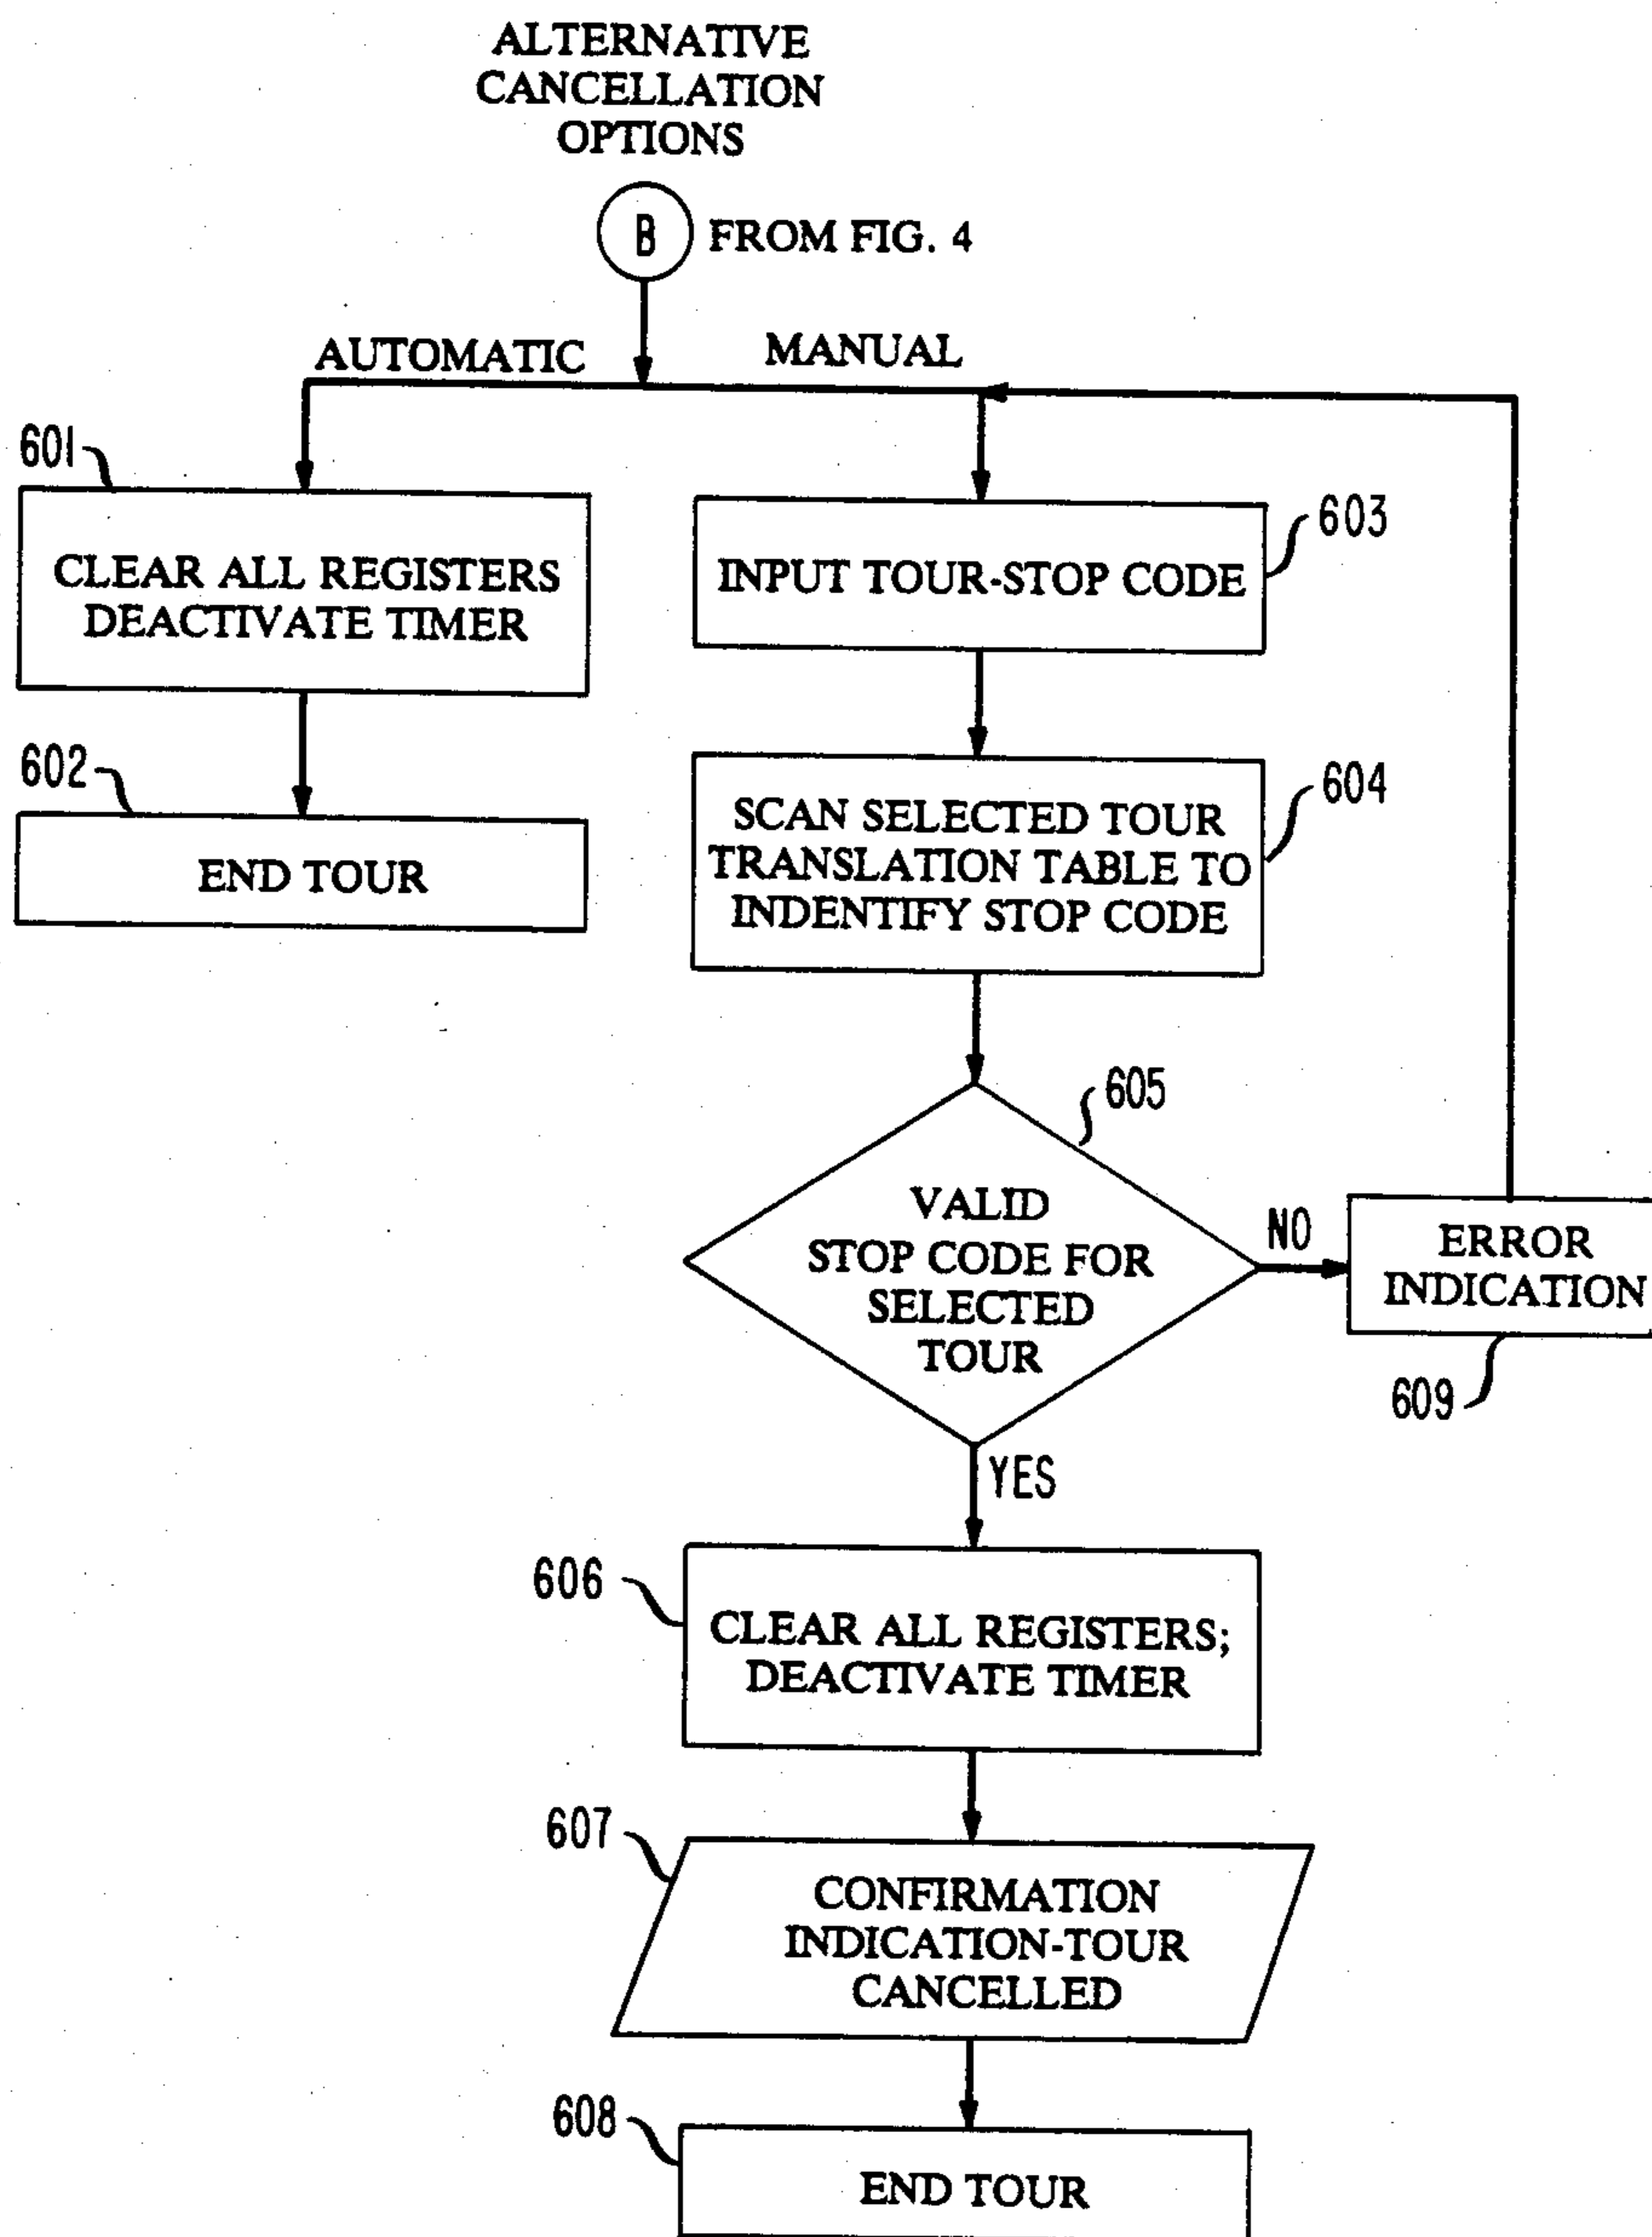 ALTERNATIVE
CANCELLATION
OPTIONS
B FROM FIG. 4
AUTOMATIC
MANUAL
601
CLEAR ALL REGISTERS
DEACTIVATE TIMER
602
END TOUR
603
INPUT TOUR-STOP CODE
604
SCAN SELECTED TOUR
TRANSLATION TABLE TO
INDENTIFY STOP CODE
605
VALID
STOP CODE FOR
SELECTED
TOUR
NO
ERROR
INDICATION
609
YES
606
CLEAR ALL REGISTERS;
DEACTIVATE TIMER
607
CONFIRMATION
INDICATION-TOUR
CANCELLED
608
END TOUR